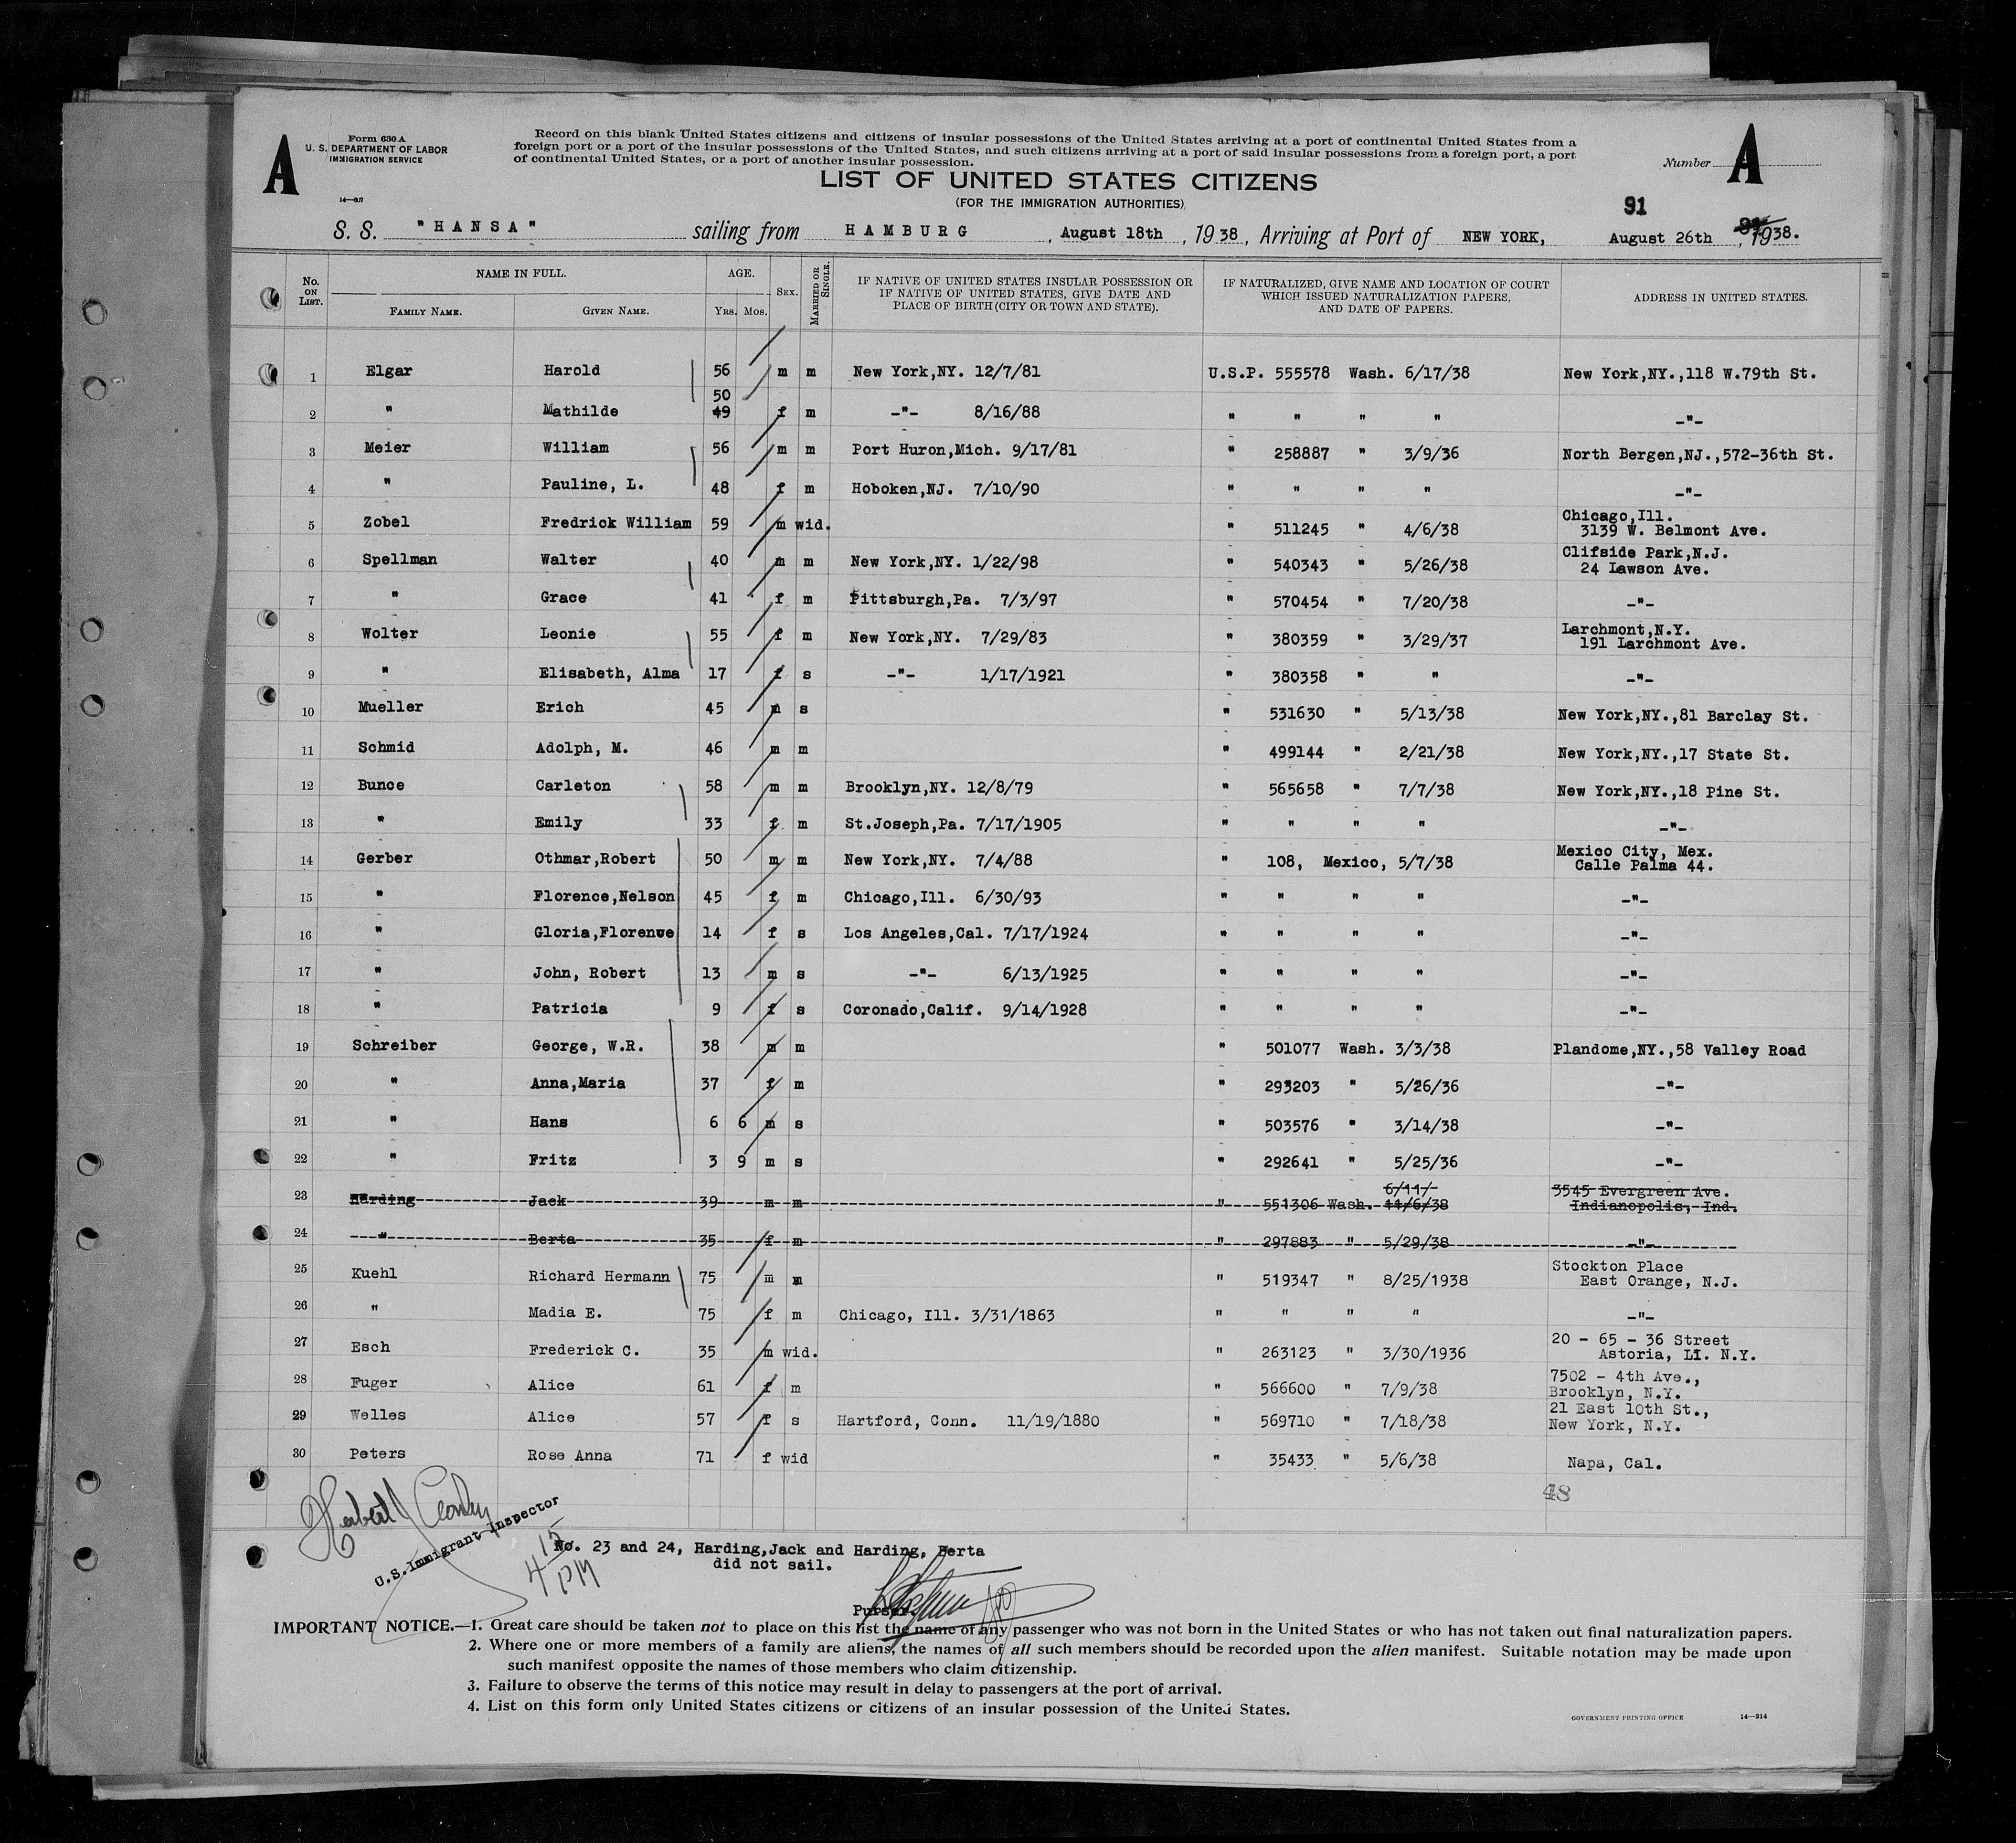 A
Form 630 A
U. S. DEPARTMENT OF LABOR
IMMIGRATION SERVICE
Record on this blank United States citizens and citizens of insular possessions of the United States arriving at a port of continental United States from a
foreign port or a port of the insular possessions of the United States, and such citizens arriving at a port of said insular possessions from a foreign port, a port
of continental United States, or a port of another insular possession.
Number A
LIST OF UNITED STATES CITIZENS
(FOR THE IMMIGRATION AUTHORITIES)
91
S. S. "HANSA" sailing from HAMBURG, August 18th, 1938, Arriving at Port of NEW YORK, August 26th, 1938.
No. ON LIST. NAME IN FULL. FAMILY NAME. GIVEN NAME. AGE. Yrs. Mos. SEX. MARRIED OR SINGLE. IF NATIVE OF UNITED STATES INSULAR POSSESSION OR IF NATIVE OF UNITED STATES, GIVE DATE AND PLACE OF BIRTH (CITY OR TOWN AND STATE). IF NATURALIZED, GIVE NAME AND LOCATION OF COURT WHICH ISSUED NATURALIZATION PAPERS, AND DATE OF PAPERS. ADDRESS IN UNITED STATES.
1 Elgar Harold 56 m m New York,NY. 12/7/81 U.S.P. 555578 Wash. 6/17/38 New York,NY.,118 W.79th St.
50
2 " Mathilde 49 f m -"- 8/16/88 " " " " -"-
3 Meier William 56 m m Port Huron,Mich. 9/17/81 " 258887 " 3/9/36 North Bergen,NJ.,572-36th St.
4 " Pauline, L. 48 f m Hoboken,NJ. 7/10/90 " " " " -"-
5 Zobel Fredrick William 59 m wid. " 511245 " 4/6/38 Chicago,Ill. 3139 W. Belmont Ave.
6 Spellman Walter 40 m m New York,NY. 1/22/98 " 540343 " 5/26/38 Clifside Park,N.J. 24 Lawson Ave.
7 " Grace 41 f m Pittsburgh,Pa. 7/3/97 " 570454 " 7/20/38 -"-
8 Wolter Leonie 55 f m New York,NY. 7/29/83 " 380359 " 3/29/37 Larchmont,N.Y. 191 Larchmont Ave.
9 " Elisabeth, Alma 17 f s -"- 1/17/1921 " 380358 " " -"-
10 Mueller Erich 45 m s " 531630 " 5/13/38 New York,NY.,81 Barclay St.
11 Schmid Adolph, M. 46 m m " 499144 " 2/21/38 New York,NY.,17 State St.
12 Bunce Carleton 58 m m Brooklyn,NY. 12/8/79 " 565658 " 7/7/38 New York,NY.,18 Pine St.
13 " Emily 33 f m St.Joseph,Pa. 7/17/1905 " " " " -"-
14 Gerber Othmar,Robert 50 m m New York,NY. 7/4/88 " 108, Mexico, 5/7/38 Mexico City, Mex. Calle Palma 44.
15 " Florence,Nelson 45 f m Chicago,Ill. 6/30/93 " " " " -"-
16 " Gloria,Florenve 14 f s Los Angeles,Cal. 7/17/1924 " " " " -"-
17 " John, Robert 13 m s -"- 6/13/1925 " " " " -"-
18 " Patricia 9 f s Coronado,Calif. 9/14/1928 " " " " -"-
19 Schreiber George, W.R. 38 m m " 501077 Wash. 3/3/38 Plandome,NY.,58 Valley Road
20 " Anna,Maria 37 f m " 293203 " 5/26/36 -"-
21 " Hans 6 6 m s " 503576 " 3/14/38 -"-
22 " Fritz 3 9 m s " 292641 " 5/25/36 -"-
6/11/-
23 Harding Jack 39 m m " 551306 Wash. 11/6/38 3545 Evergreen Ave. Indianopolis, Ind.
24 " Berta 35 f m " 297883 " 5/29/38 -"-
25 Kuehl Richard Hermann 75 m m " 519347 " 8/25/1938 Stockton Place East Orange, N.J.
26 " Madia E. 75 f m Chicago, Ill. 3/31/1863 " " " " -"-
27 Esch Frederick C. 35 m wid. " 263123 " 3/30/1936 20 - 65 - 36 Street Astoria, LI. N.Y.
28 Fuger Alice 61 f m " 566600 " 7/9/38 7502 - 4th Ave., Brooklyn, N.Y.
29 Welles Alice 57 f s Hartford, Conn. 11/19/1880 " 569710 " 7/18/38 21 East 10th St., New York, N.Y.
30 Peters Rose Anna 71 f wid " 35433 " 5/6/38 Napa, Cal.
48
U.S.Immigrant Inspector
4 15 PM
No. 23 and 24, Harding,Jack and Harding, Berta
did not sail.
Purser
IMPORTANT NOTICE.—1. Great care should be taken not to place on this list the name of any passenger who was not born in the United States or who has not taken out final naturalization papers.
2. Where one or more members of a family are aliens, the names of all such members should be recorded upon the alien manifest. Suitable notation may be made upon
such manifest opposite the names of those members who claim citizenship.
3. Failure to observe the terms of this notice may result in delay to passengers at the port of arrival.
4. List on this form only United States citizens or citizens of an insular possession of the United States.
GOVERNMENT PRINTING OFFICE 14—214